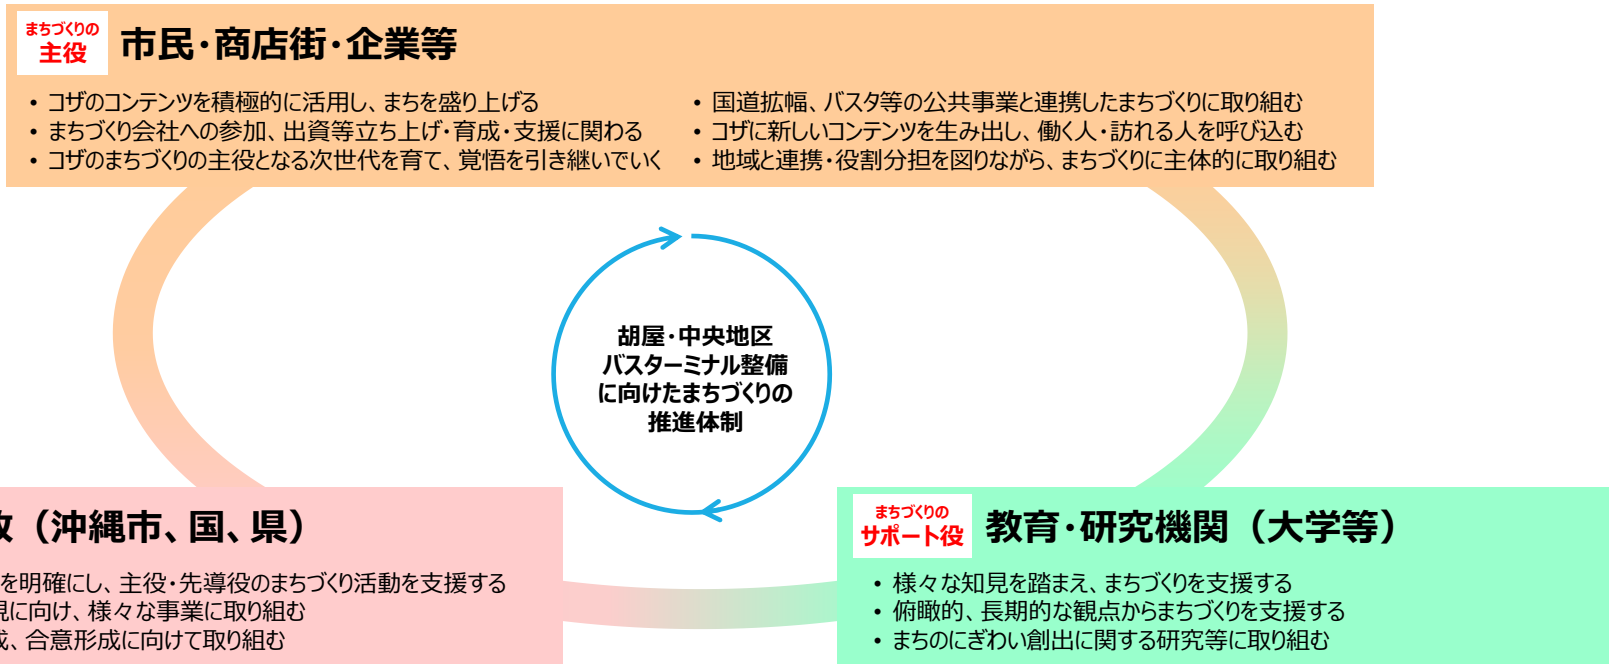 まちづくりの
主役
市民・商店街・企業等
• コザのコンテンツを積極的に活用し、まちを盛り上げる
• まちづくり会社への参加、出資等立ち上げ・育成・支援に関わる
• コザのまちづくりの主役となる次世代を育て、覚悟を引き継いでいく
• 国道拡幅、バスタ等の公共事業と連携したまちづくりに取り組む
• コザに新しいコンテンツを生み出し、働く人・訪れる人を呼び込む
• 地域と連携・役割分担を図りながら、まちづくりに主体的に取り組む
胡屋・中央地区
バスターミナル整備
に向けたまちづくりの
推進体制
（沖縄市、国、県）
を明確にし、主役・先導役のまちづくり活動を支援する
に向け、様々な事業に取り組む
、合意形成に向けて取り組む
まちづくりの
サポート役
教育・研究機関（大学等）
• 様々な知見を踏まえ、まちづくりを支援する
• 俯瞰的、長期的な観点からまちづくりを支援する
• まちのにぎわい創出に関する研究等に取り組む